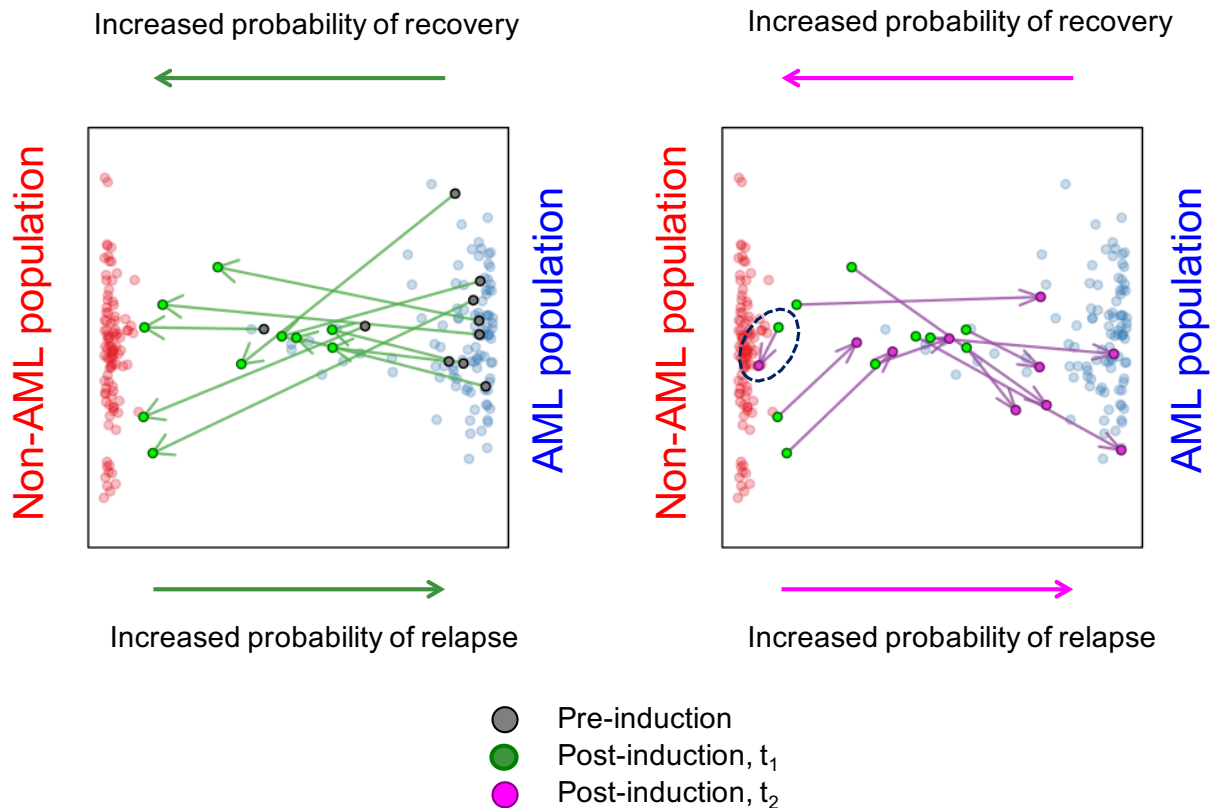 Increased probability of recovery
Increased probability of recovery
Non-AML population
AML population
Non-AML population
AML population
Increased probability of relapse
Increased probability of relapse
Pre-induction
Post-induction, t₁
Post-induction, t₂